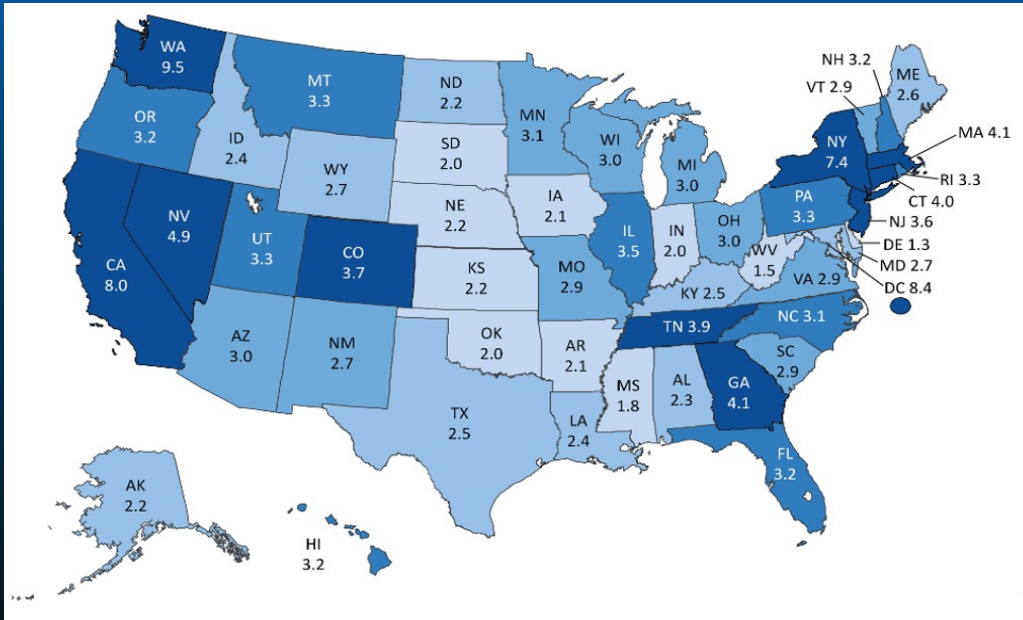 WA
9.5
MT
3.3
ND
2.2
MN
3.1
NH 3.2
VT 2.9
ME
2.6
OR
3.2
ID
2.4
SD
2.0
WI
3.0
MI
3.0
NY
7.4
MA 4.1
RI 3.3
CT 4.0
NJ 3.6
DE 1.3
MD 2.7
DC 8.4
WY
2.7
NE
2.2
IA
2.1
PA
3.3
NV
4.9
UT
3.3
CO
3.7
IL
3.5
IN
2.0
OH
3.0
WV
1.5
VA 2.9
CA
8.0
KS
2.2
MO
2.9
KY 2.5
AZ
3.0
NM
2.7
OK
2.0
AR
2.1
TN 3.9
NC 3.1
SC
2.9
TX
2.5
LA
2.4
MS
1.8
AL
2.3
GA
4.1
FL
3.2
AK
2.2
HI
3.2